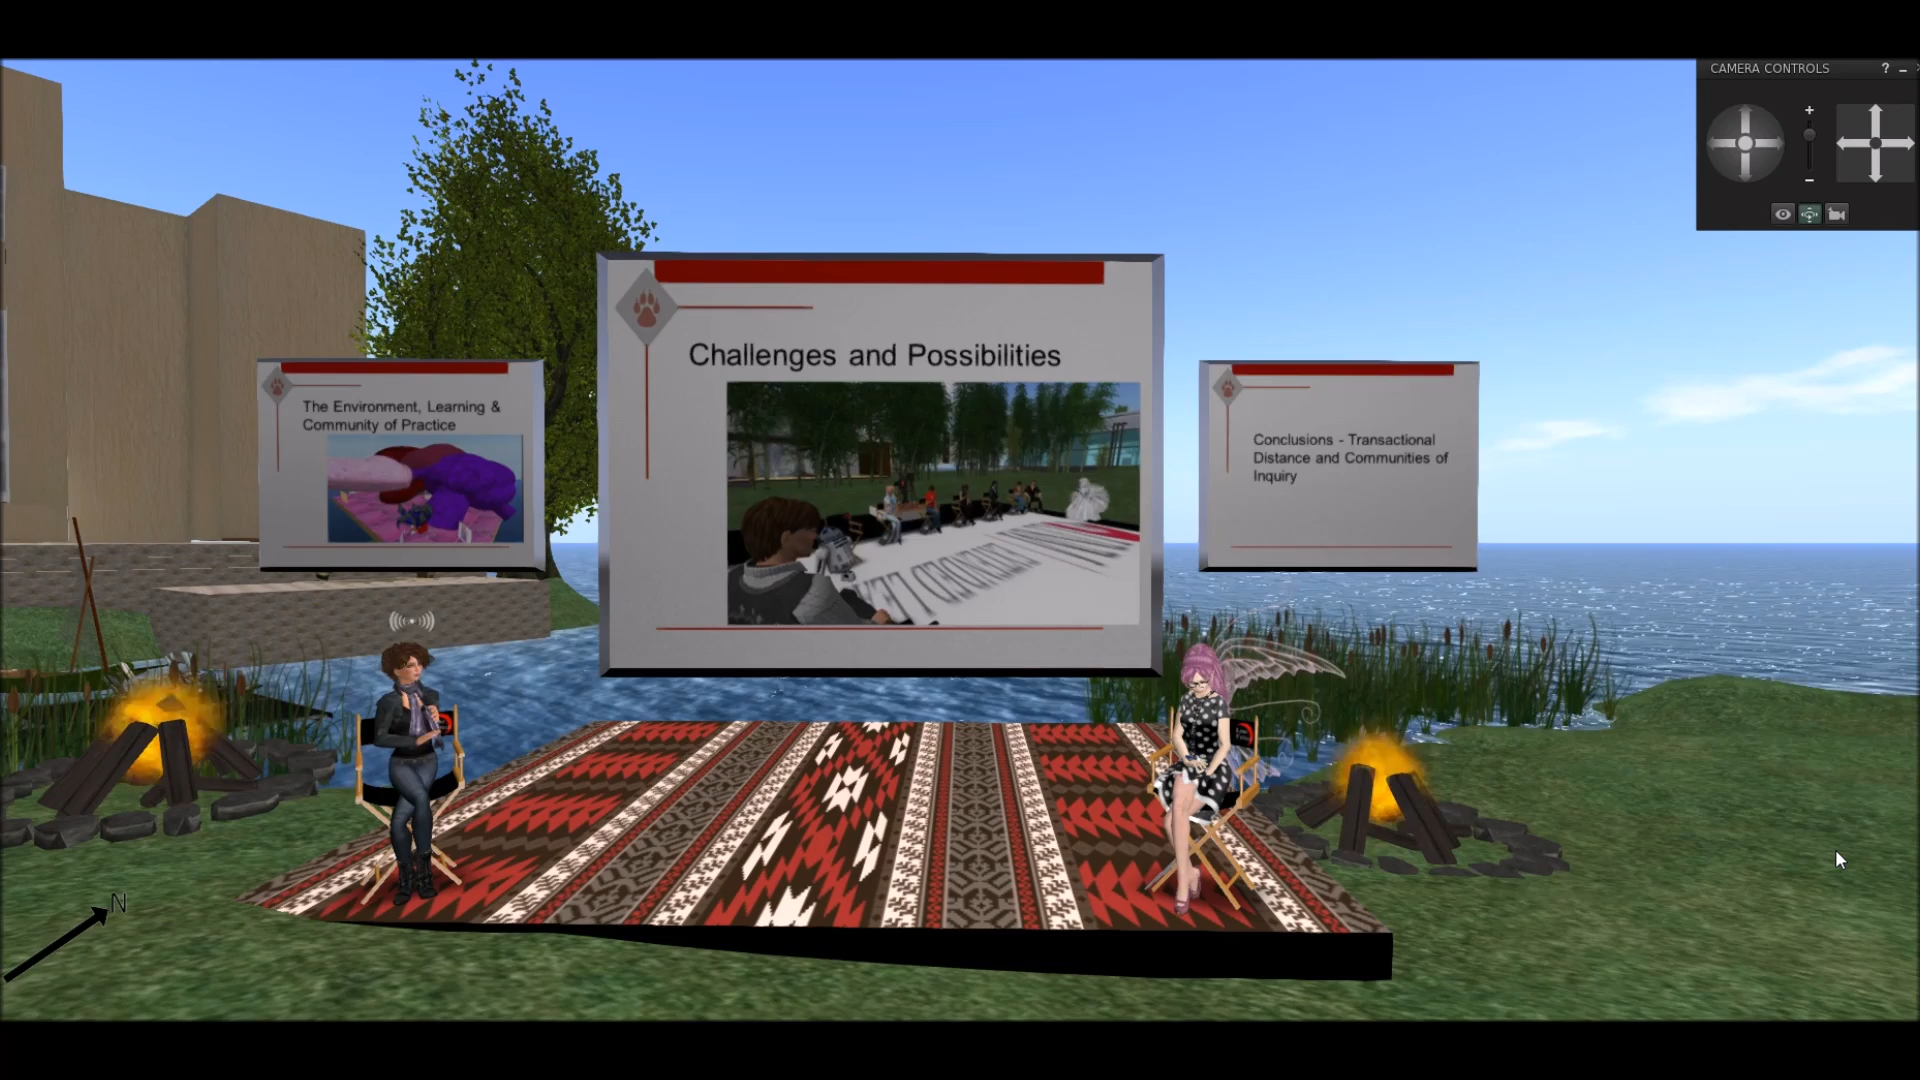 CAMERA CONTROLS
?
Challenges and Possibilities
The Environment, Learning &
Community of Practice
Conclusions - Transactional
Distance and Communities of
Inquiry
N